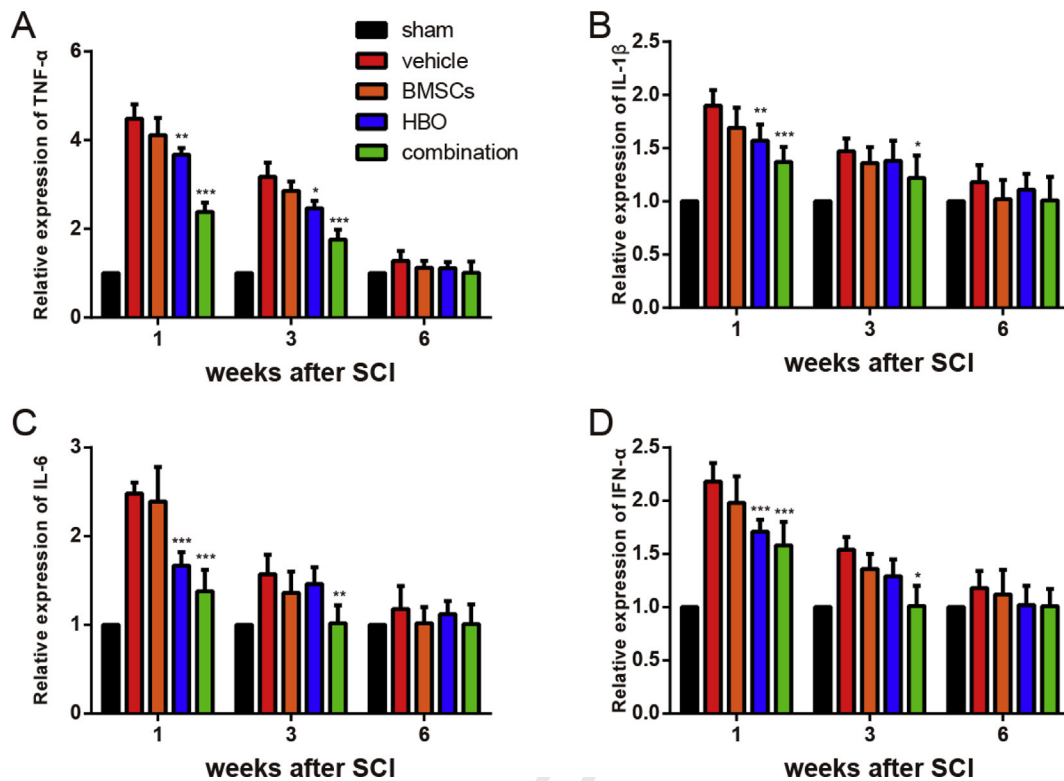 A
Relative expression of TNF-α
6
4
2
0
sham
vehicle
BMSCs
HBO
combination
**
***
*
***
1
3
6
weeks after SCI
B
Relative expression of IL-1β
2.5
2.0
1.5
1.0
0.5
0.0
**
***
*
1
3
6
weeks after SCI
C
Relative expression of IL-6
3
2
1
0
***
***
**
1
3
6
weeks after SCI
D
Relative expression of IFN-α
2.5
2.0
1.5
1.0
0.5
0.0
***
***
*
1
3
6
weeks after SCI